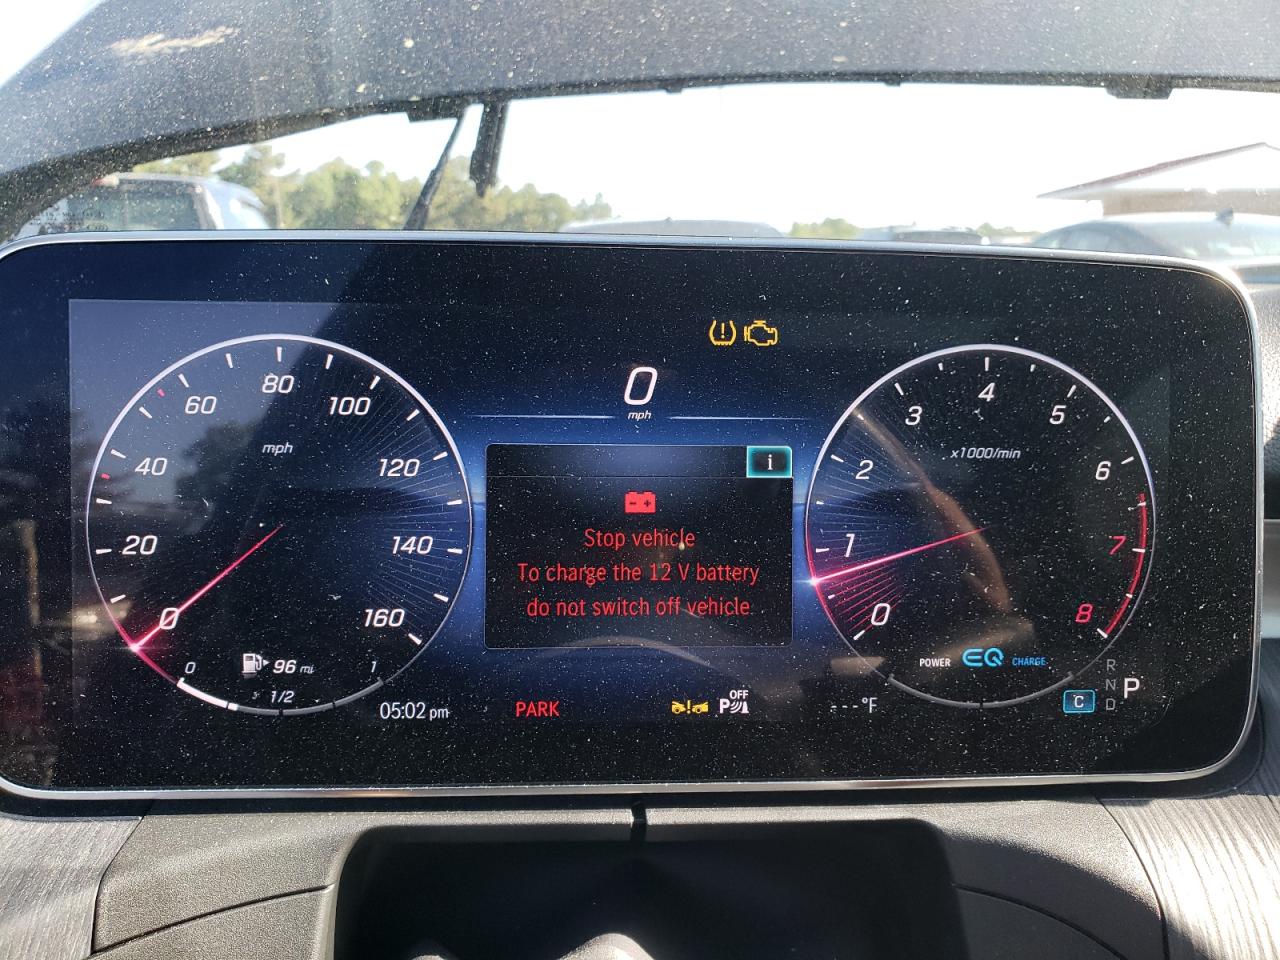 0
mph
80
60
100
mph
40
120
20
140
0
160
0
96 mi
1
1/2
i
Stop vehicle
To charge the 12 V battery
do not switch off vehicle
4
3
5
x1000/min
2
6
1
7
0
8
POWER
EQ
CHARGE
R
N
P
D
C
05:02 pm
PARK
OFF
P
---°F